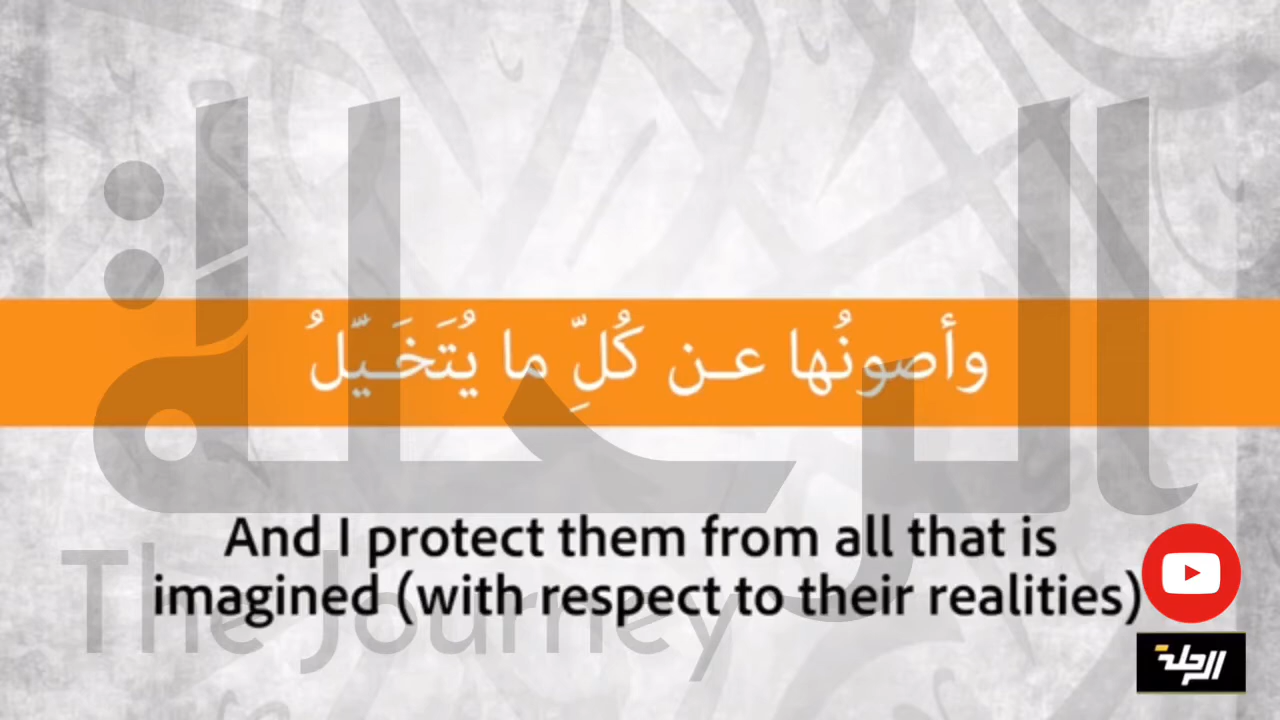 الرحلة
The Journey
وأصونُها عـن كُلِّ ما يُتَخَـيَّلُ
And I protect them from all that is
imagined (with respect to their realities)
الرحلة